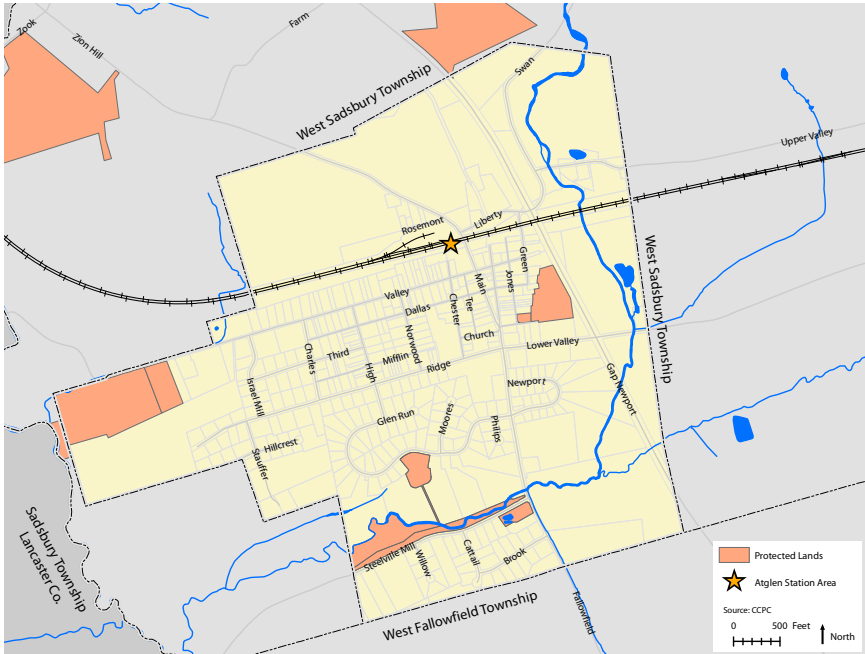 Zook
Zion Hill
Farm
Swan
West Sadsbury Township
Upper Valley
Rosemont
Liberty
Green
Main
Jones
Tee
Chester
Valley
Dallas
West Sadsbury Township
Norwood
Church
Lower Valley
Charles
Third
Mifflin
Ridge
High
Israel Mill
Newport
Gap Newport
Glen Run
Moores
Philips
Hillcrest
Stauffer
Sadsbury Township
Lancaster Co.
Steelville Mill
Willow
Cattail
Brook
West Fallowfield Township
Fallowfield
Protected Lands
Atglen Station Area
Source: CCPC
0 500 Feet
North